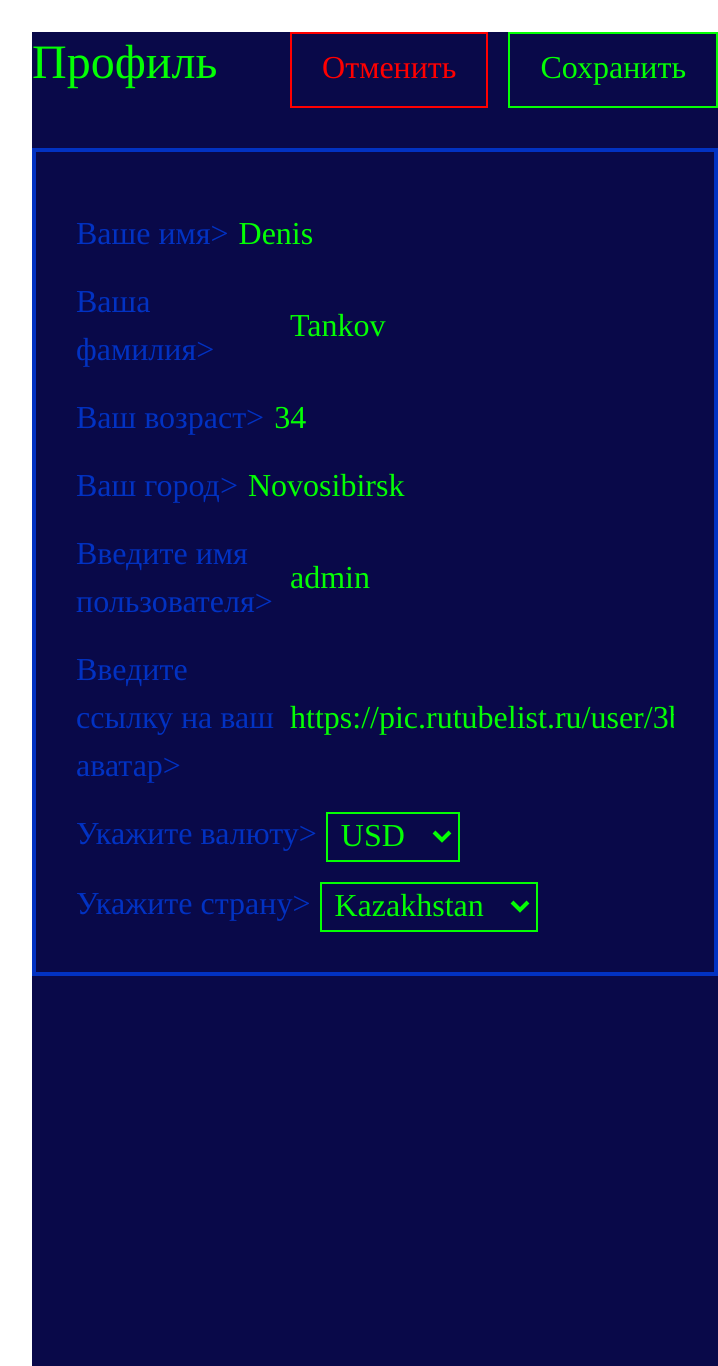 Профиль Отменить Сохранить
Ваше имя> Denis
Ваша
фамилия> Tankov
Ваш возраст> 34
Ваш город> Novosibirsk
Введите имя
пользователя> admin
Введите
ссылку на ваш https://pic.rutubelist.ru/user/3
аватар>
Укажите валюту> USD
Укажите страну> Kazakhstan